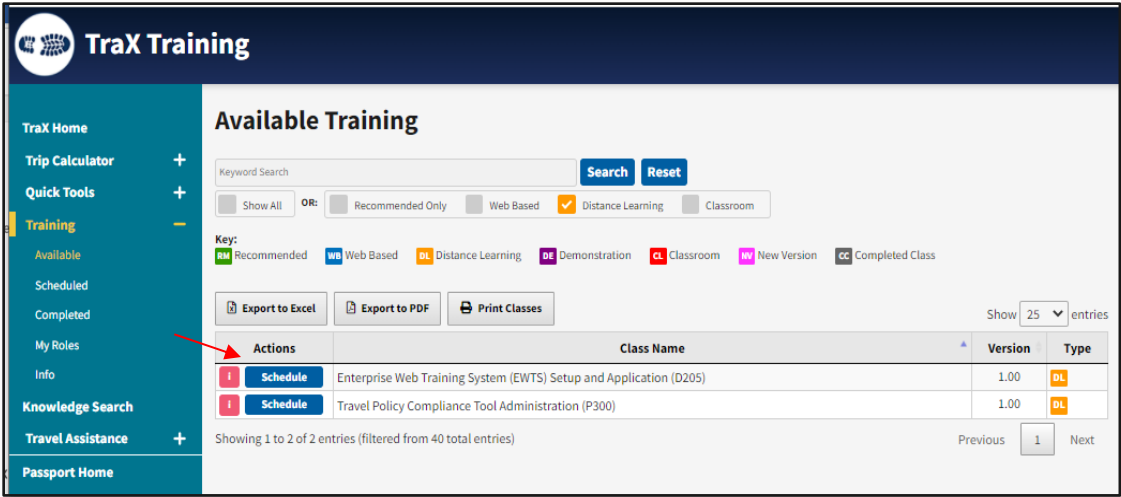 TraX Training
TraX Home
Trip Calculator +
Quick Tools +
Training −
Available
Scheduled
Completed
My Roles
Info
Knowledge Search
Travel Assistance +
Passport Home
Available Training
Keyword Search Search Reset
Show All OR: Recommended Only Web Based Distance Learning Classroom
Key:
RM Recommended WB Web Based DL Distance Learning DE Demonstration CL Classroom NV New Version CC Completed Class
Export to Excel Export to PDF Print Classes
Show 25 entries
Actions Class Name Version Type
i Schedule Enterprise Web Training System (EWTS) Setup and Application (D205) 1.00 DL
i Schedule Travel Policy Compliance Tool Administration (P300) 1.00 DL
Showing 1 to 2 of 2 entries (filtered from 40 total entries)
Previous 1 Next